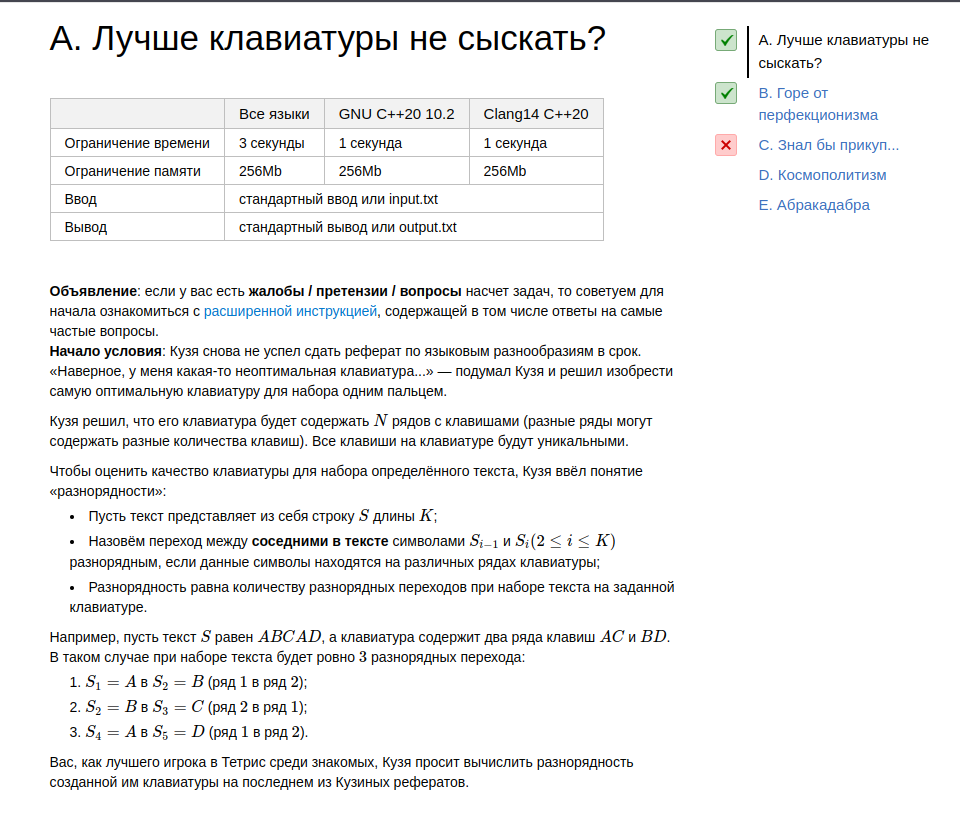 А. Лучше клавиатуры не сыскать?
Все языки GNU C++20 10.2 Clang14 C++20
Ограничение времени 3 секунды 1 секунда 1 секунда
Ограничение памяти 256Mb 256Mb 256Mb
Ввод стандартный ввод или input.txt
Вывод стандартный вывод или output.txt
Объявление: если у вас есть жалобы / претензии / вопросы насчет задач, то советуем для
начала ознакомиться с расширенной инструкцией, содержащей в том числе ответы на самые
частые вопросы.
Начало условия: Кузя снова не успел сдать реферат по языковым разнообразиям в срок.
«Наверное, у меня какая-то неоптимальная клавиатура...» — подумал Кузя и решил изобрести
самую оптимальную клавиатуру для набора одним пальцем.
Кузя решил, что его клавиатура будет содержать N рядов с клавишами (разные ряды могут
содержать разные количества клавиш). Все клавиши на клавиатуре будут уникальными.
Чтобы оценить качество клавиатуры для набора определённого текста, Кузя ввёл понятие
«разнорядности»:
• Пусть текст представляет из себя строку S длины K;
• Назовём переход между соседними в тексте символами S_{i−1} и S_i(2 ≤ i ≤ K)
разнорядным, если данные символы находятся на различных рядах клавиатуры;
• Разнорядность равна количеству разнорядных переходов при наборе текста на заданной
клавиатуре.
Например, пусть текст S равен ABCAD, а клавиатура содержит два ряда клавиш AC и BD.
В таком случае при наборе текста будет ровно 3 разнорядных перехода:
1. S₁ = A в S₂ = B (ряд 1 в ряд 2);
2. S₂ = B в S₃ = C (ряд 2 в ряд 1);
3. S₄ = A в S₅ = D (ряд 1 в ряд 2).
Вас, как лучшего игрока в Тетрис среди знакомых, Кузя просит вычислить разнорядность
созданной им клавиатуры на последнем из Кузиных рефератов.
А. Лучше клавиатуры не
сыскать?
B. Горе от
перфекционизма
C. Знал бы прикуп...
D. Космополитизм
E. Абракадабра